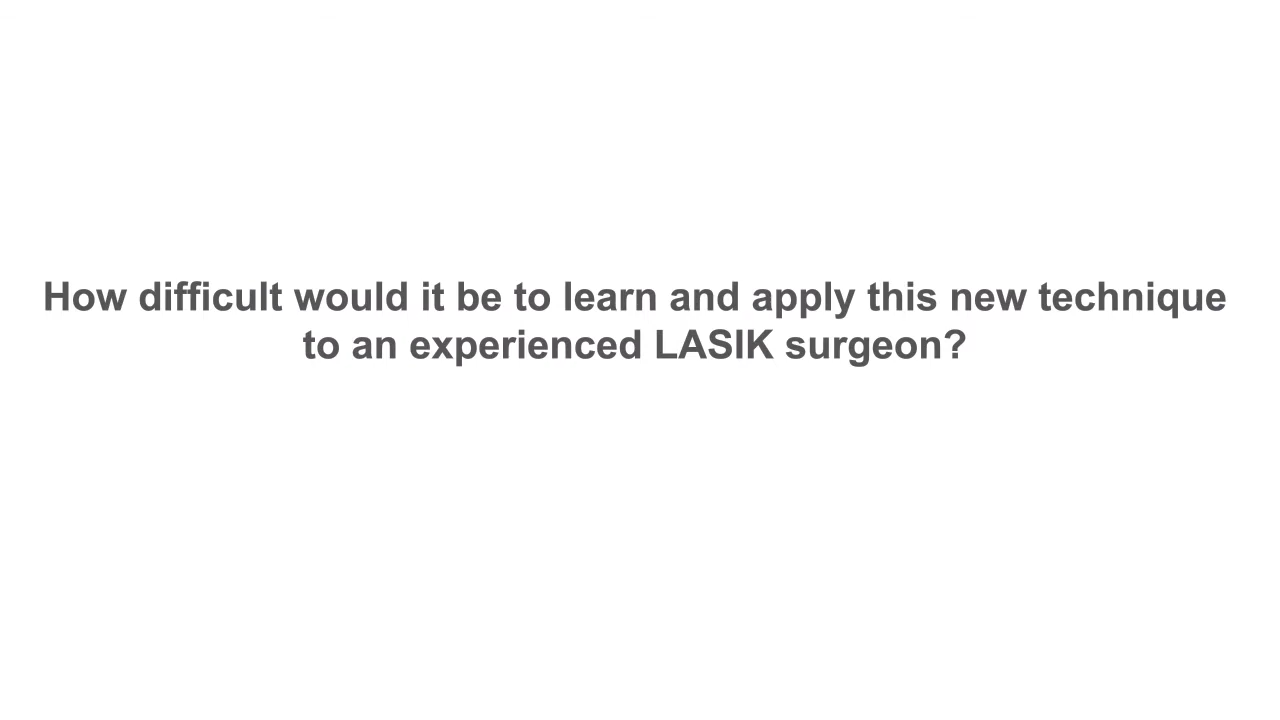 How difficult would it be to learn and apply this new technique
to an experienced LASIK surgeon?